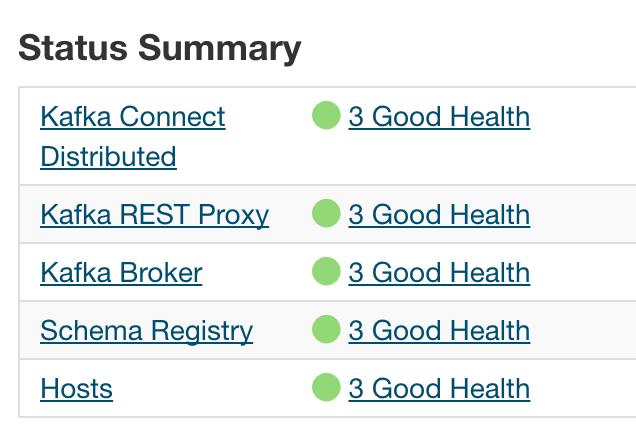 Status Summary
Kafka Connect 3 Good Health
Distributed
Kafka REST Proxy 3 Good Health
Kafka Broker 3 Good Health
Schema Registry 3 Good Health
Hosts 3 Good Health